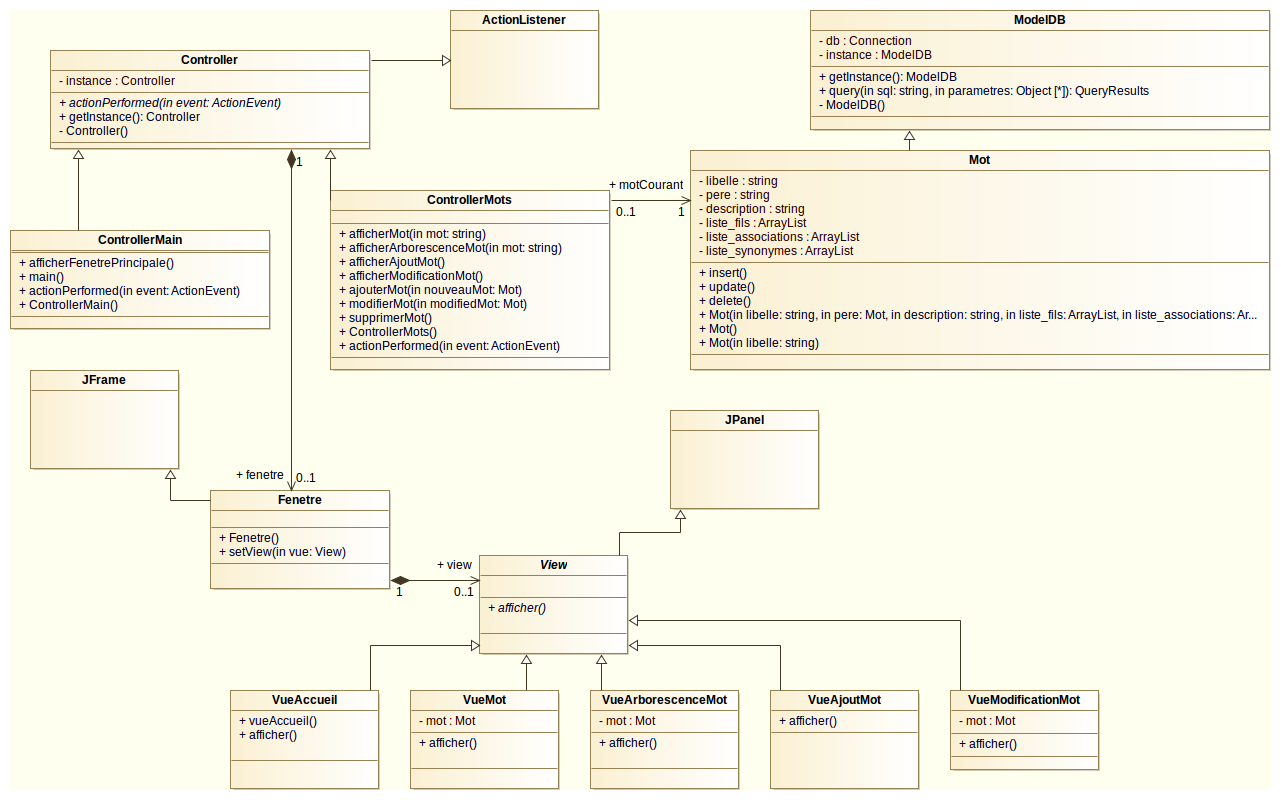 ActionListener
ModelDB
- db : Connection
- instance : ModelDB
+ getInstance(): ModelDB
+ query(in sql: string, in parametres: Object [*]): QueryResults
- ModelDB()
Controller
- instance : Controller
+ actionPerformed(in event: ActionEvent)
+ getInstance(): Controller
- Controller()
1
Mot
- libelle : string
- pere : string
- description : string
- liste_fils : ArrayList
- liste_associations : ArrayList
- liste_synonymes : ArrayList
+ insert()
+ update()
+ delete()
+ Mot(in libelle: string, in pere: Mot, in description: string, in liste_fils: ArrayList, in liste_associations: Ar...
+ Mot()
+ Mot(in libelle: string)
+ motCourant
0..1
1
ControllerMots
+ afficherMot(in mot: string)
+ afficherArborescenceMot(in mot: string)
+ afficherAjoutMot()
+ afficherModificationMot()
+ ajouterMot(in nouveauMot: Mot)
+ modifierMot(in modifiedMot: Mot)
+ supprimerMot()
+ ControllerMots()
+ actionPerformed(in event: ActionEvent)
ControllerMain
+ afficherFenetrePrincipale()
+ main()
+ actionPerformed(in event: ActionEvent)
+ ControllerMain()
JFrame
JPanel
+ fenetre
0..1
Fenetre
+ Fenetre()
+ setView(in vue: View)
+ view
1
0..1
View
+ afficher()
VueAccueil
+ vueAccueil()
+ afficher()
VueMot
- mot : Mot
+ afficher()
VueArborescenceMot
- mot : Mot
+ afficher()
VueAjoutMot
+ afficher()
VueModificationMot
- mot : Mot
+ afficher()